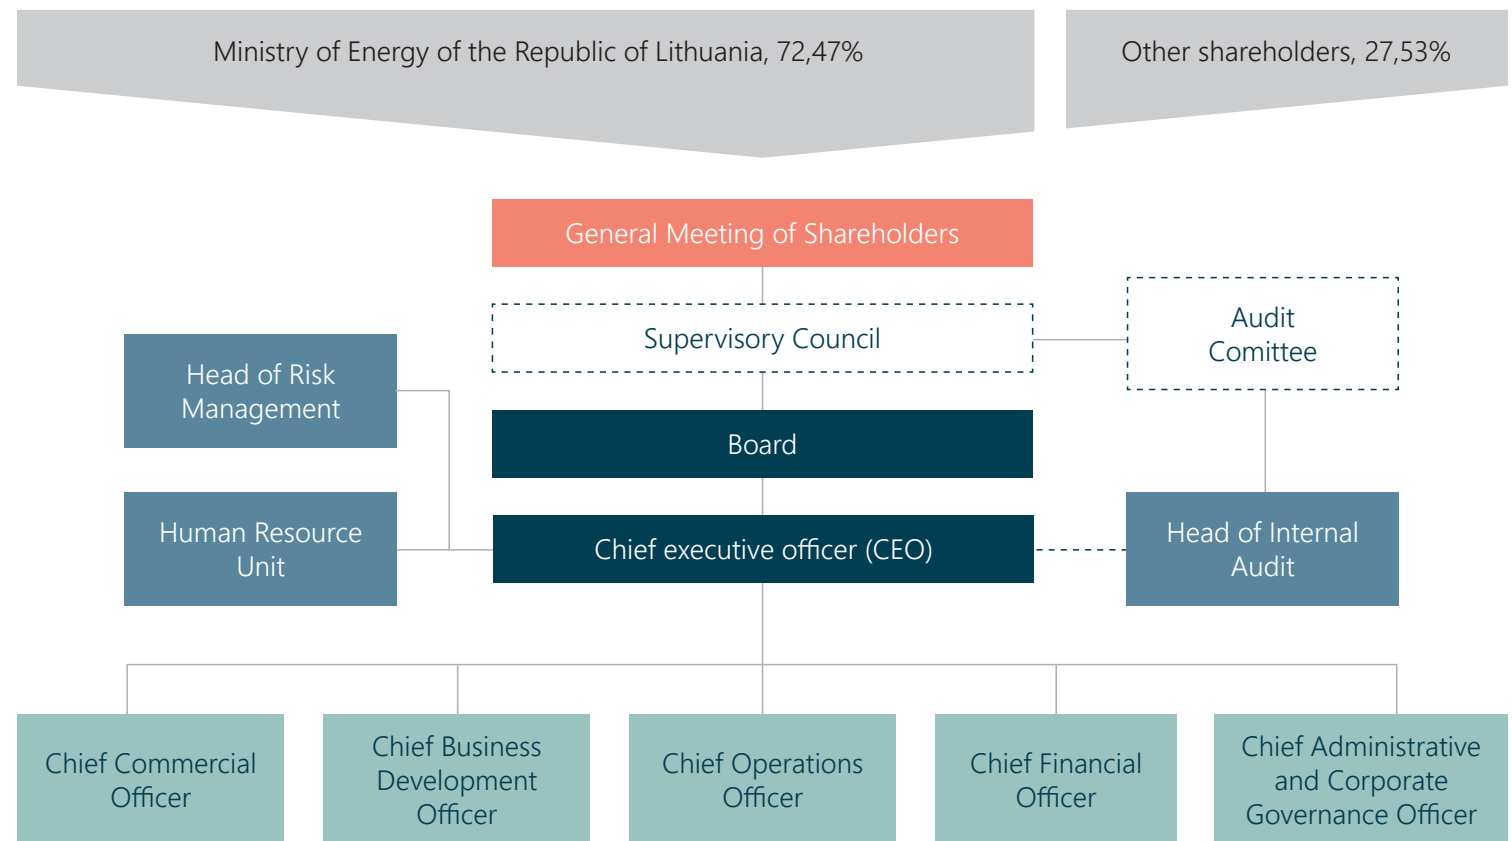 Ministry of Energy of the Republic of Lithuania, 72,47%
Other shareholders, 27,53%
General Meeting of Shareholders
Supervisory Council
Audit
Comittee
Head of Risk
Management
Board
Human Resource
Unit
Chief executive officer (CEO)
Head of Internal
Audit
Chief Commercial
Officer
Chief Business
Development
Officer
Chief Operations
Officer
Chief Financial
Officer
Chief Administrative
and Corporate
Governance Officer